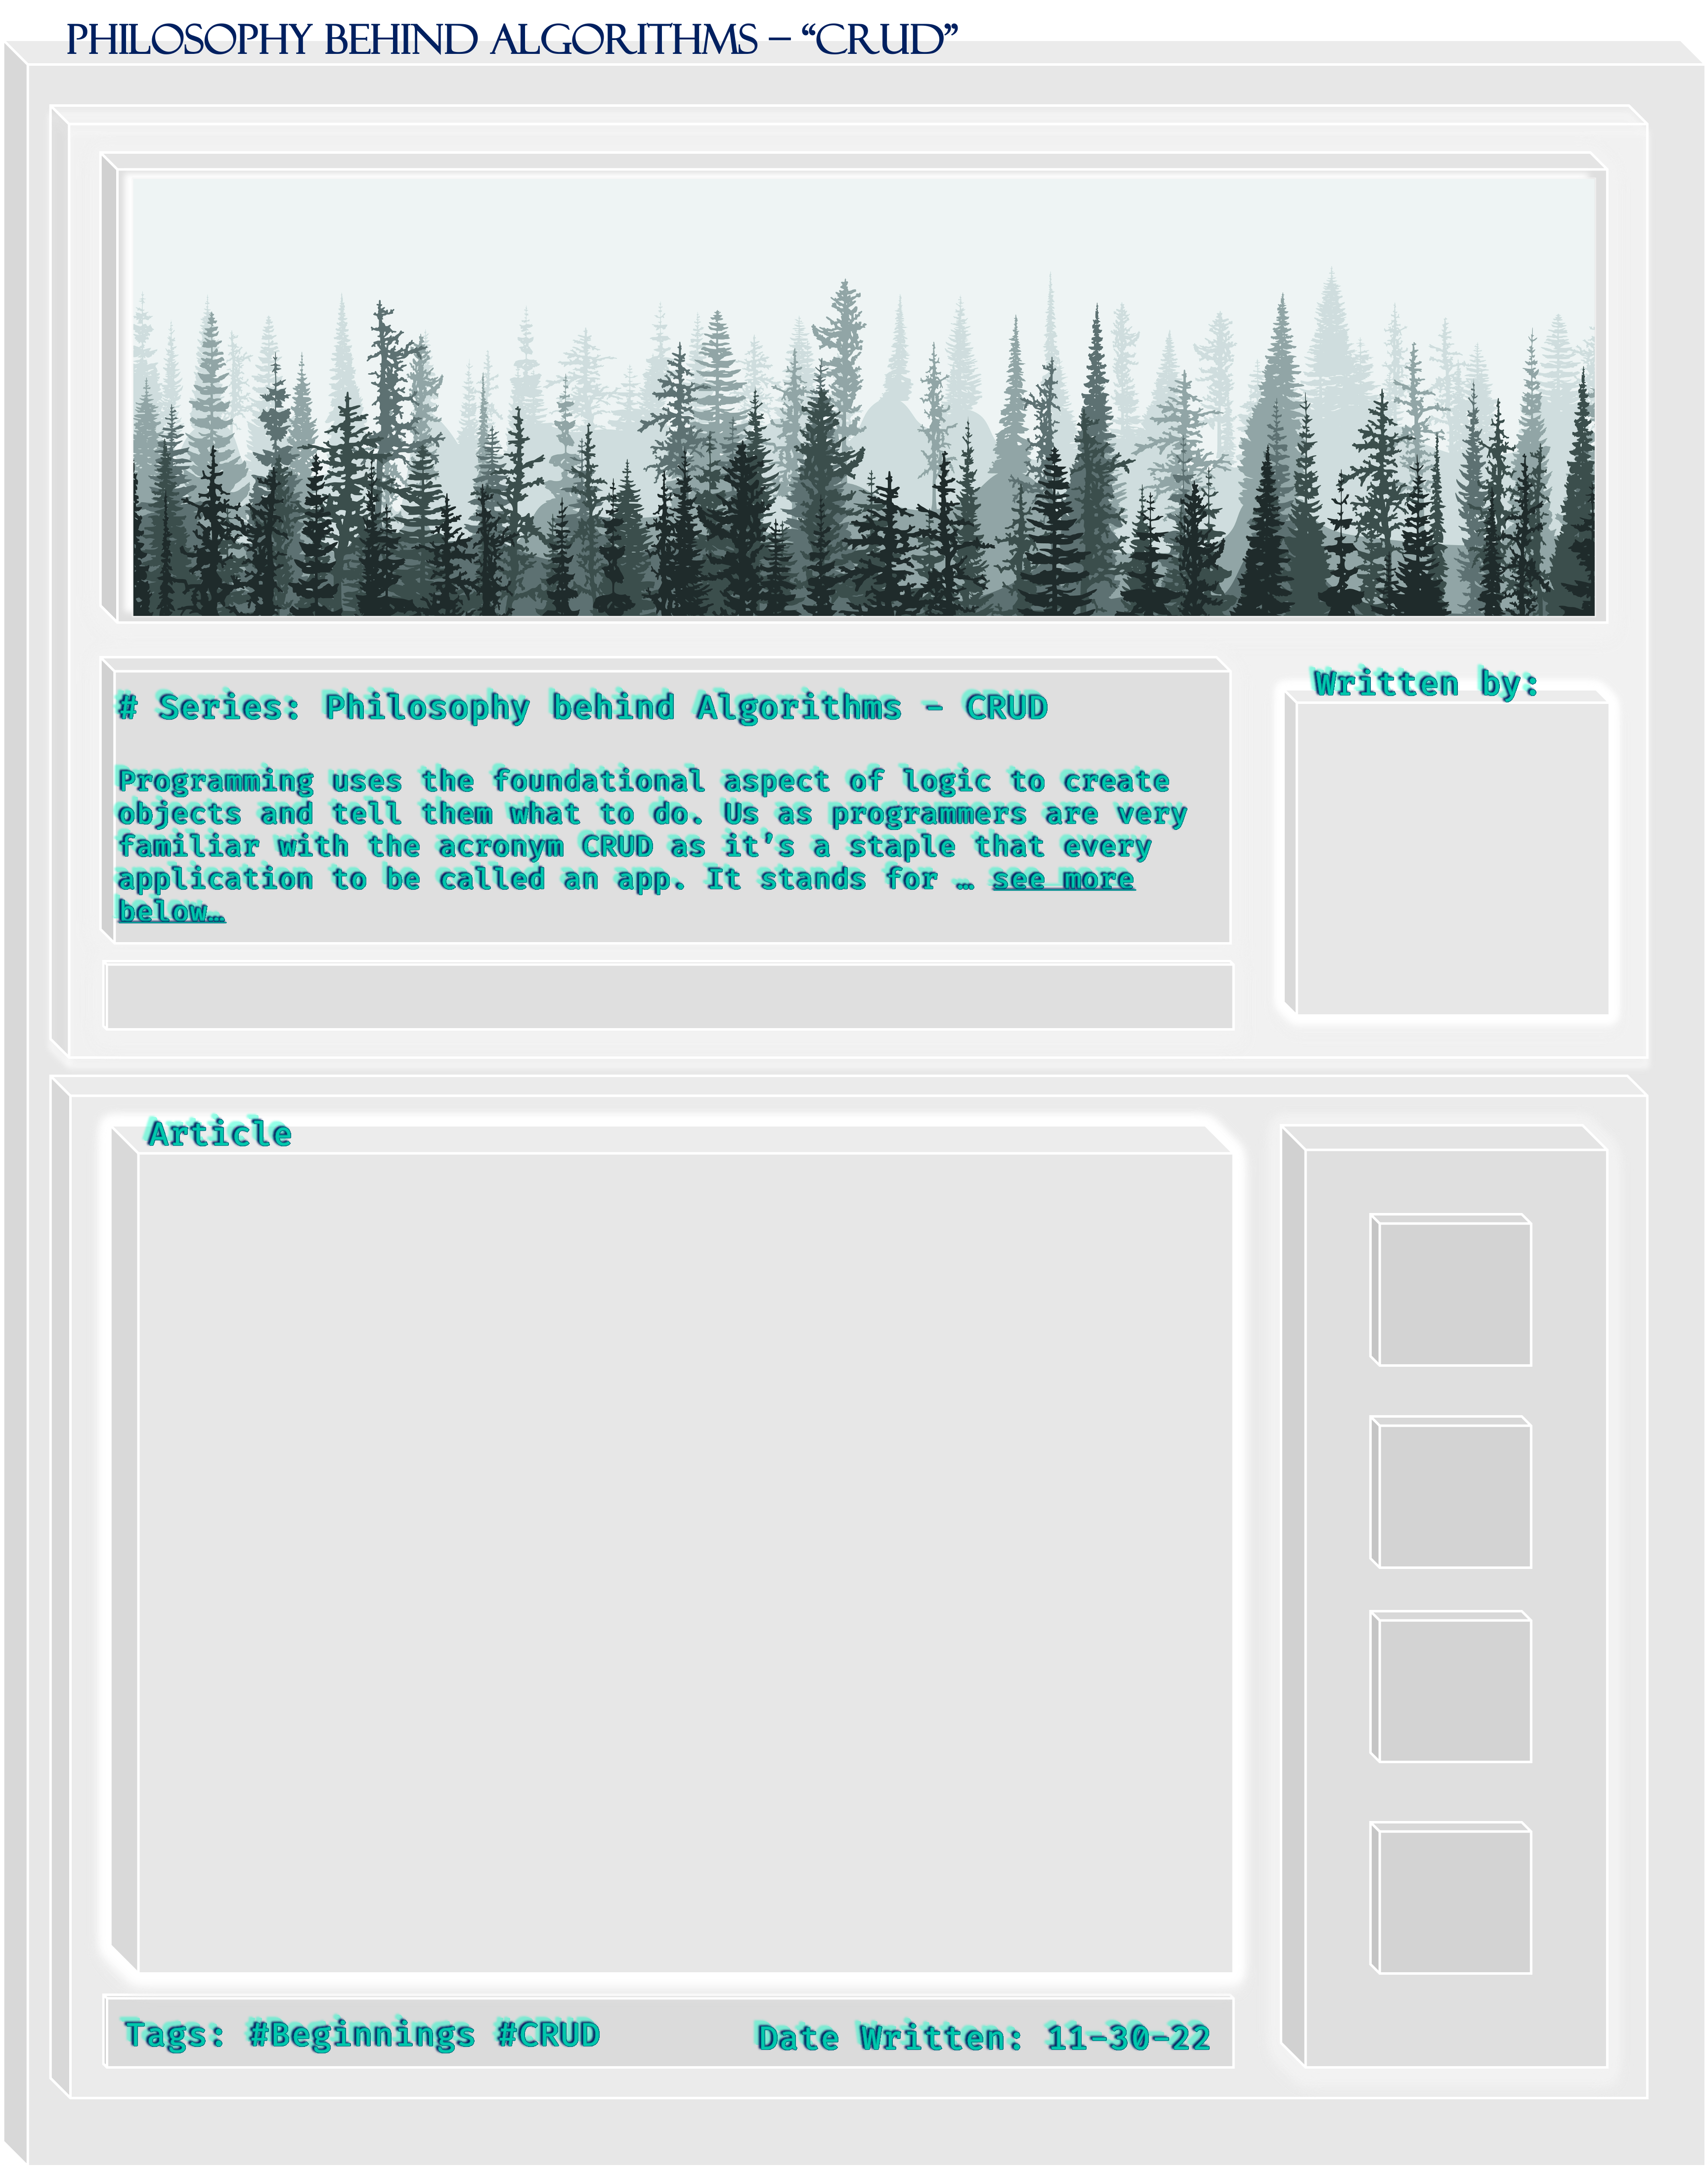 PHILOSOPHY BEHIND ALGORITHMS – “CRUD”
# Series: Philosophy behind Algorithms – CRUD
Written by:
Programming uses the foundational aspect of logic to create
objects and tell them what to do. Us as programmers are very
familiar with the acronym CRUD as it’s a staple that every
application to be called an app. It stands for … see more
below…
Article
Tags: #Beginnings #CRUD
Date Written: 11-30-22